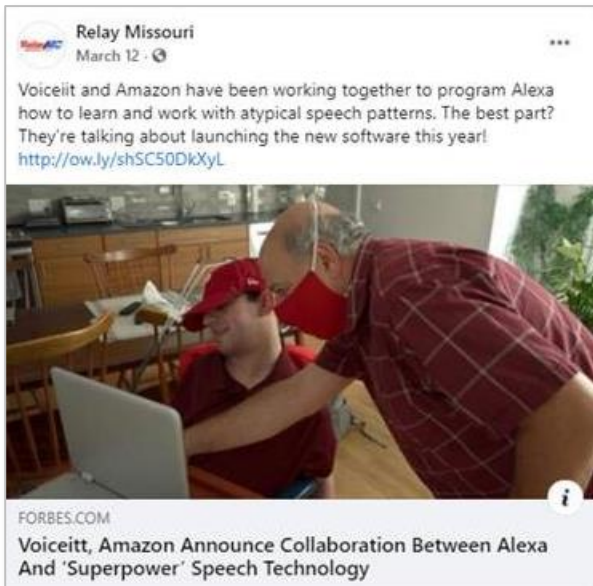 Relay Missouri
March 12 ·
Voiceiit and Amazon have been working together to program Alexa
how to learn and work with atypical speech patterns. The best part?
They're talking about launching the new software this year!
http://ow.ly/shSC50DkXyL
i
FORBES.COM
Voiceitt, Amazon Announce Collaboration Between Alexa
And ‘Superpower’ Speech Technology